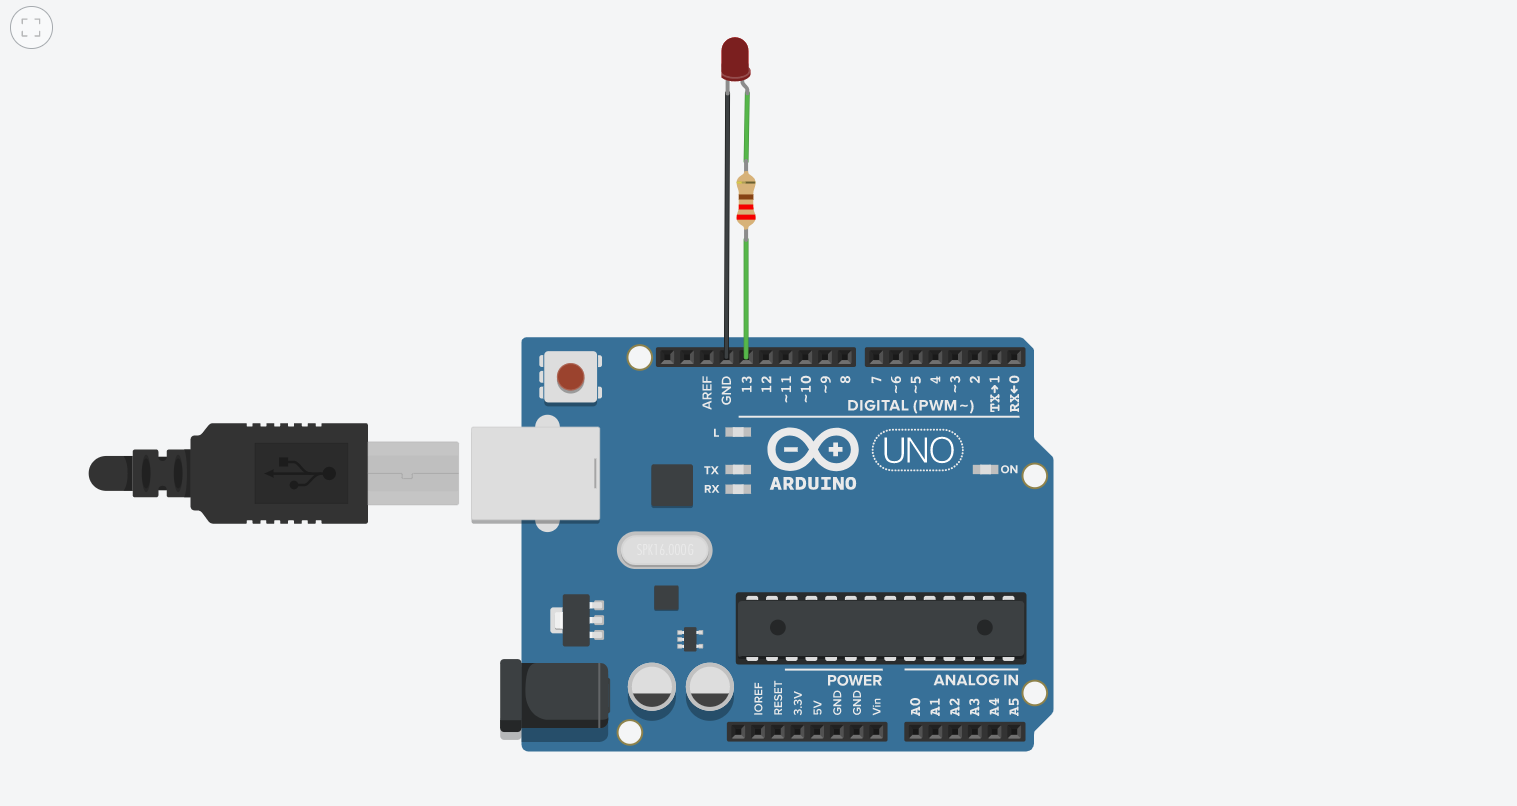 AREF
GND
13
12
~11
~10
~9
8
7
~6
~5
4
~3
2
TX→1
RX←0
DIGITAL (PWM~)
L
TX
RX
UNO
ARDUINO
ON
SPK16.000G
POWER
ANALOG IN
IOREF
RESET
3.3V
5V
GND
GND
Vin
A0
A1
A2
A3
A4
A5